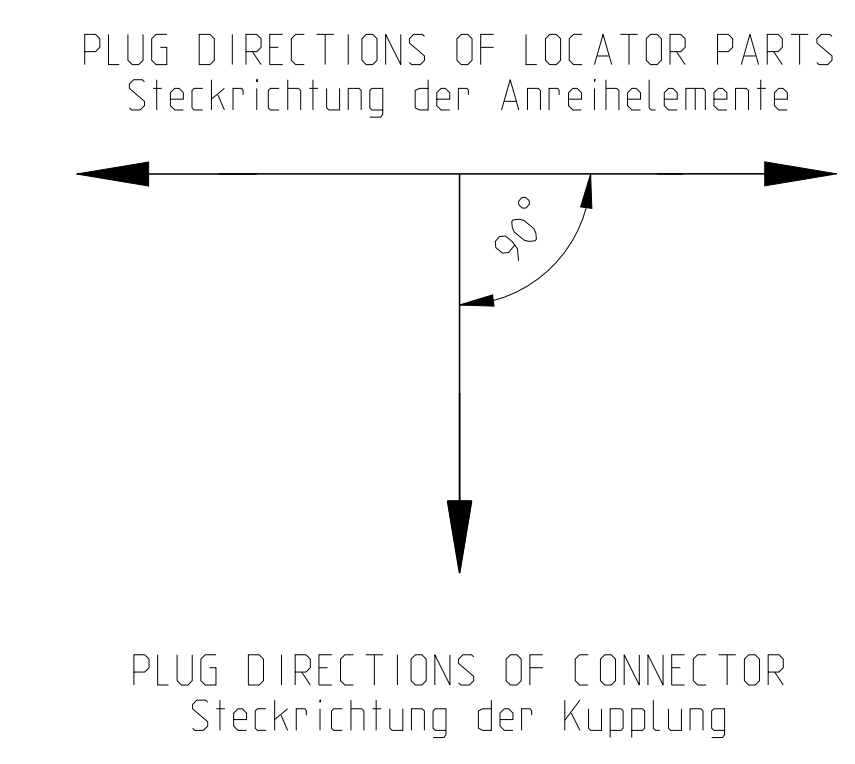 PLUG DIRECTIONS OF LOCATOR PARTS
Steckrichtung der Anreihelemente
90°
PLUG DIRECTIONS OF CONNECTOR
Steckrichtung der Kupplung